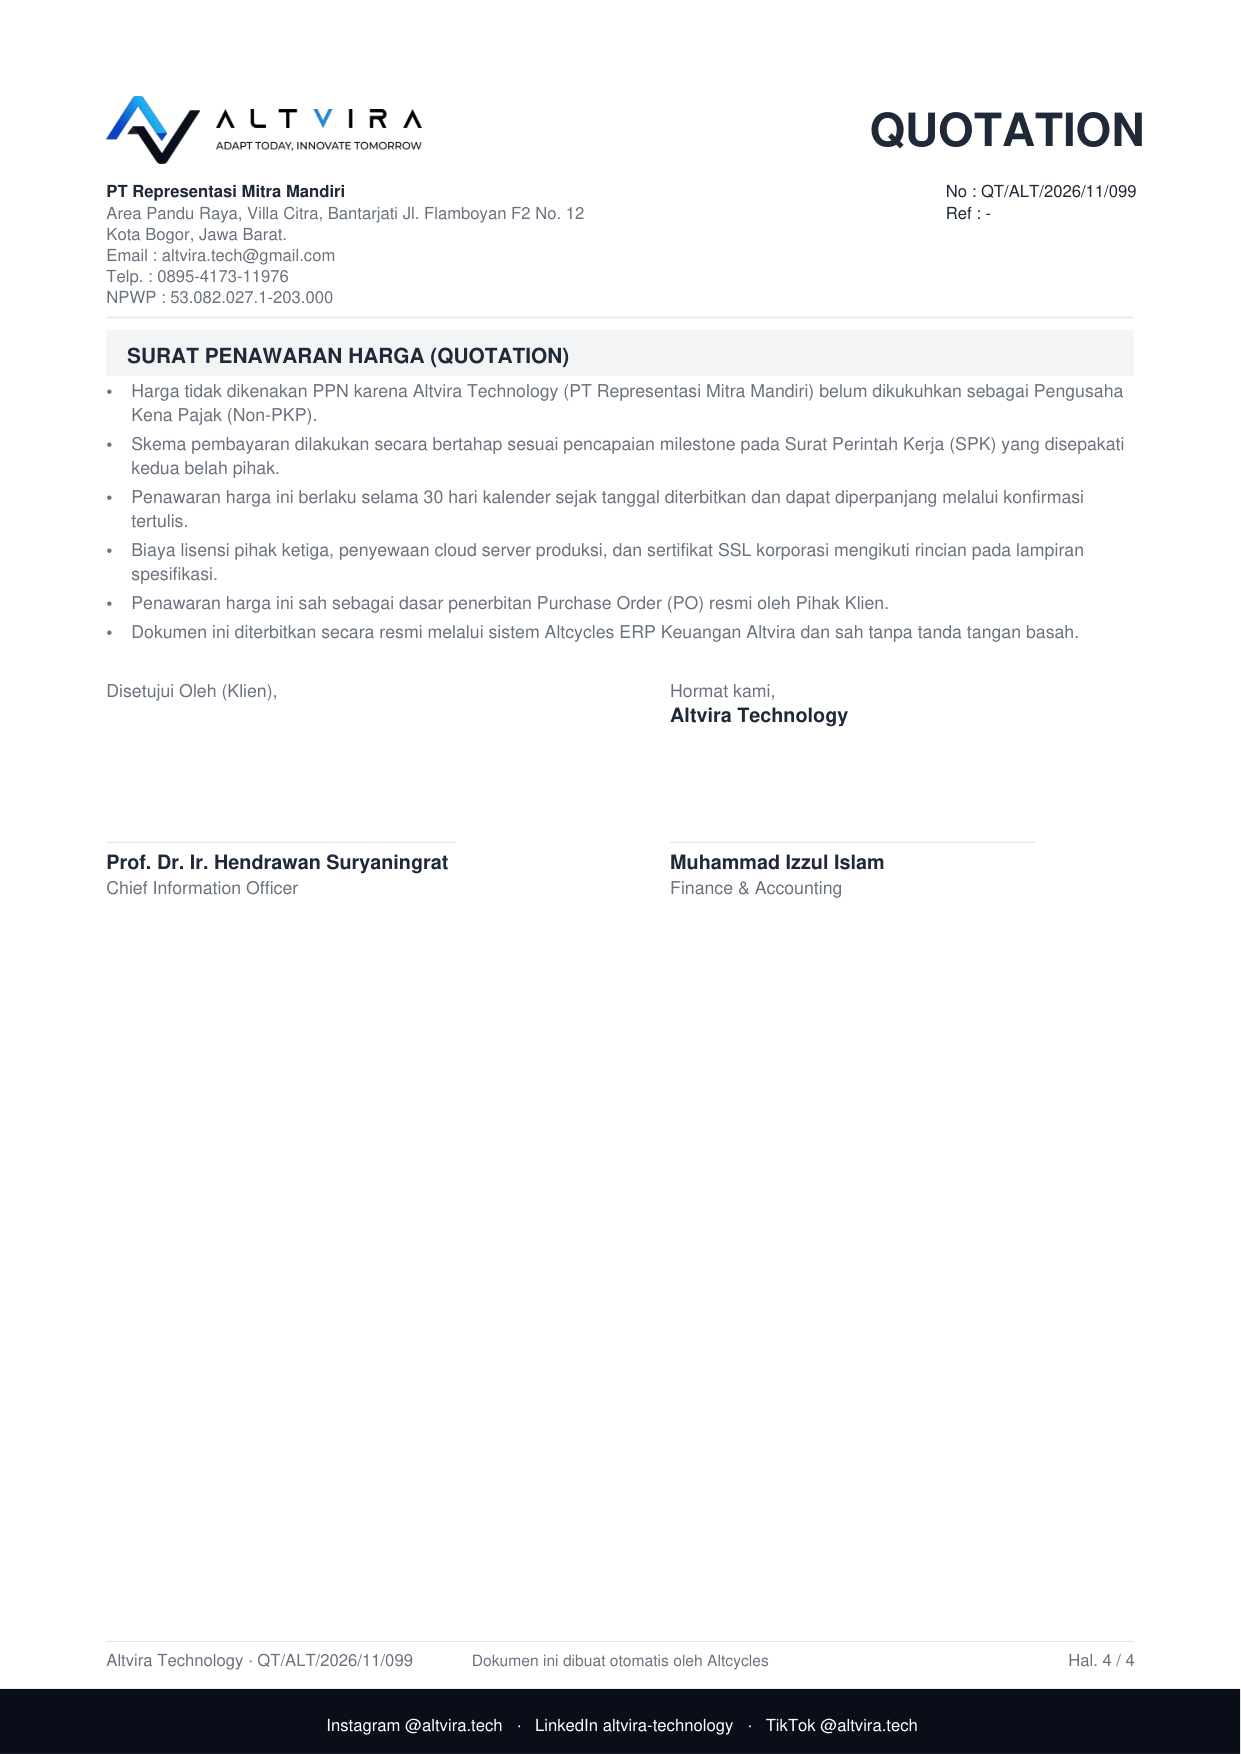 ALTVIRA
ADAPT TODAY, INNOVATE TOMORROW
QUOTATION
PT Representasi Mitra Mandiri
Area Pandu Raya, Villa Citra, Bantarjati Jl. Flamboyan F2 No. 12
Kota Bogor, Jawa Barat.
Email : altvira.tech@gmail.com
Telp. : 0895-4173-11976
NPWP : 53.082.027.1-203.000
No : QT/ALT/2026/11/099
Ref : -
SURAT PENAWARAN HARGA (QUOTATION)
• Harga tidak dikenakan PPN karena Altvira Technology (PT Representasi Mitra Mandiri) belum dikukuhkan sebagai Pengusaha
Kena Pajak (Non-PKP).
• Skema pembayaran dilakukan secara bertahap sesuai pencapaian milestone pada Surat Perintah Kerja (SPK) yang disepakati
kedua belah pihak.
• Penawaran harga ini berlaku selama 30 hari kalender sejak tanggal diterbitkan dan dapat diperpanjang melalui konfirmasi
tertulis.
• Biaya lisensi pihak ketiga, penyewaan cloud server produksi, dan sertifikat SSL korporasi mengikuti rincian pada lampiran
spesifikasi.
• Penawaran harga ini sah sebagai dasar penerbitan Purchase Order (PO) resmi oleh Pihak Klien.
• Dokumen ini diterbitkan secara resmi melalui sistem Altcycles ERP Keuangan Altvira dan sah tanpa tanda tangan basah.
Disetujui Oleh (Klien),
Hormat kami,
Altvira Technology
Prof. Dr. Ir. Hendrawan Suryaningrat
Chief Information Officer
Muhammad Izzul Islam
Finance & Accounting
Altvira Technology · QT/ALT/2026/11/099
Dokumen ini dibuat otomatis oleh Altcycles
Hal. 4 / 4
Instagram @altvira.tech · LinkedIn altvira-technology · TikTok @altvira.tech